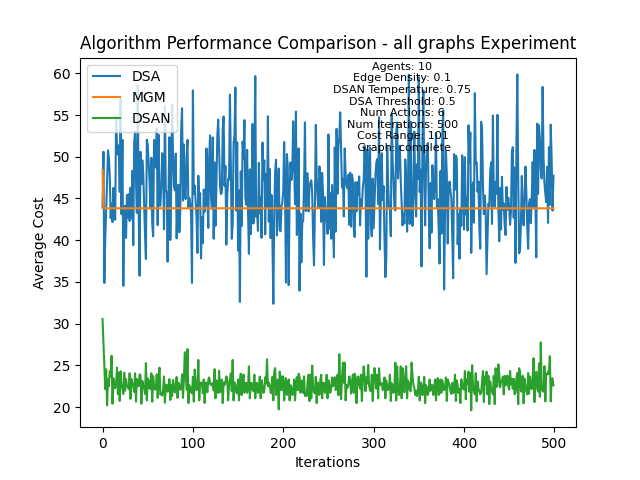 Algorithm Performance Comparison - all graphs Experiment
DSA
MGM
DSAN
Agents: 10
Edge Density: 0.1
DSAN Temperature: 0.75
DSA Threshold: 0.5
Num Actions: 6
Num Iterations: 500
Cost Range: 101
Graph: complete
Average Cost
60
55
50
45
40
35
30
25
20
0
100
200
300
400
500
Iterations